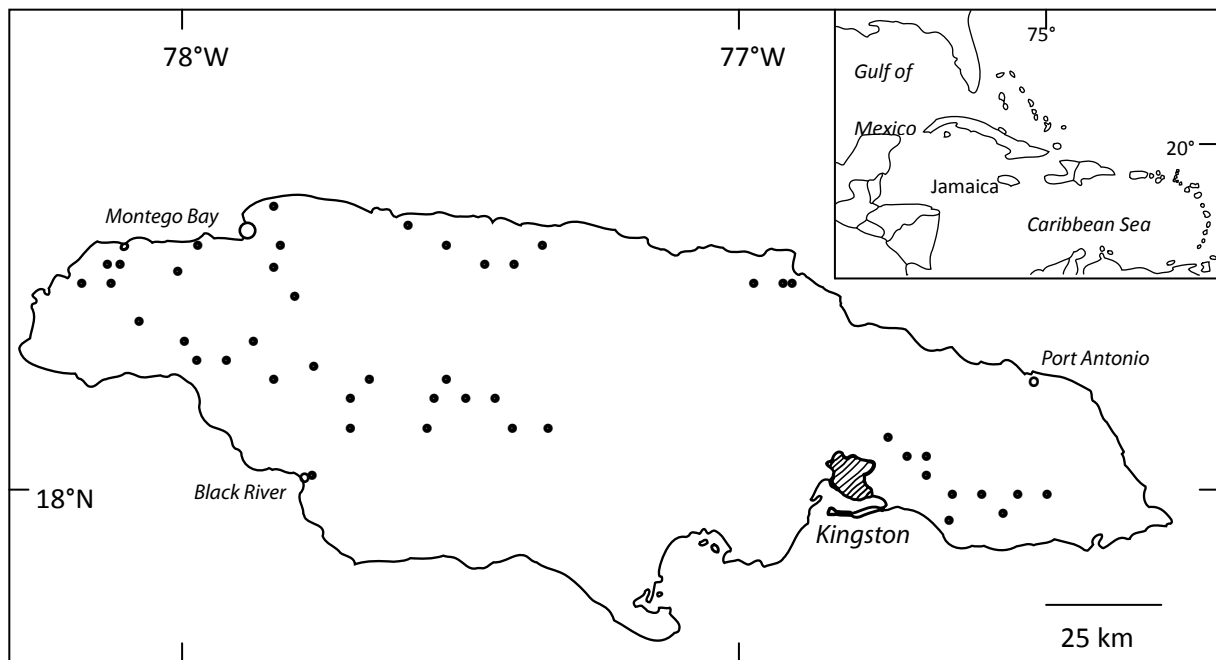 78°W
77°W
75°
Gulf of
Mexico
20°
Jamaica
Caribbean Sea
Montego Bay
Port Antonio
Black River
18°N
Kingston
25 km